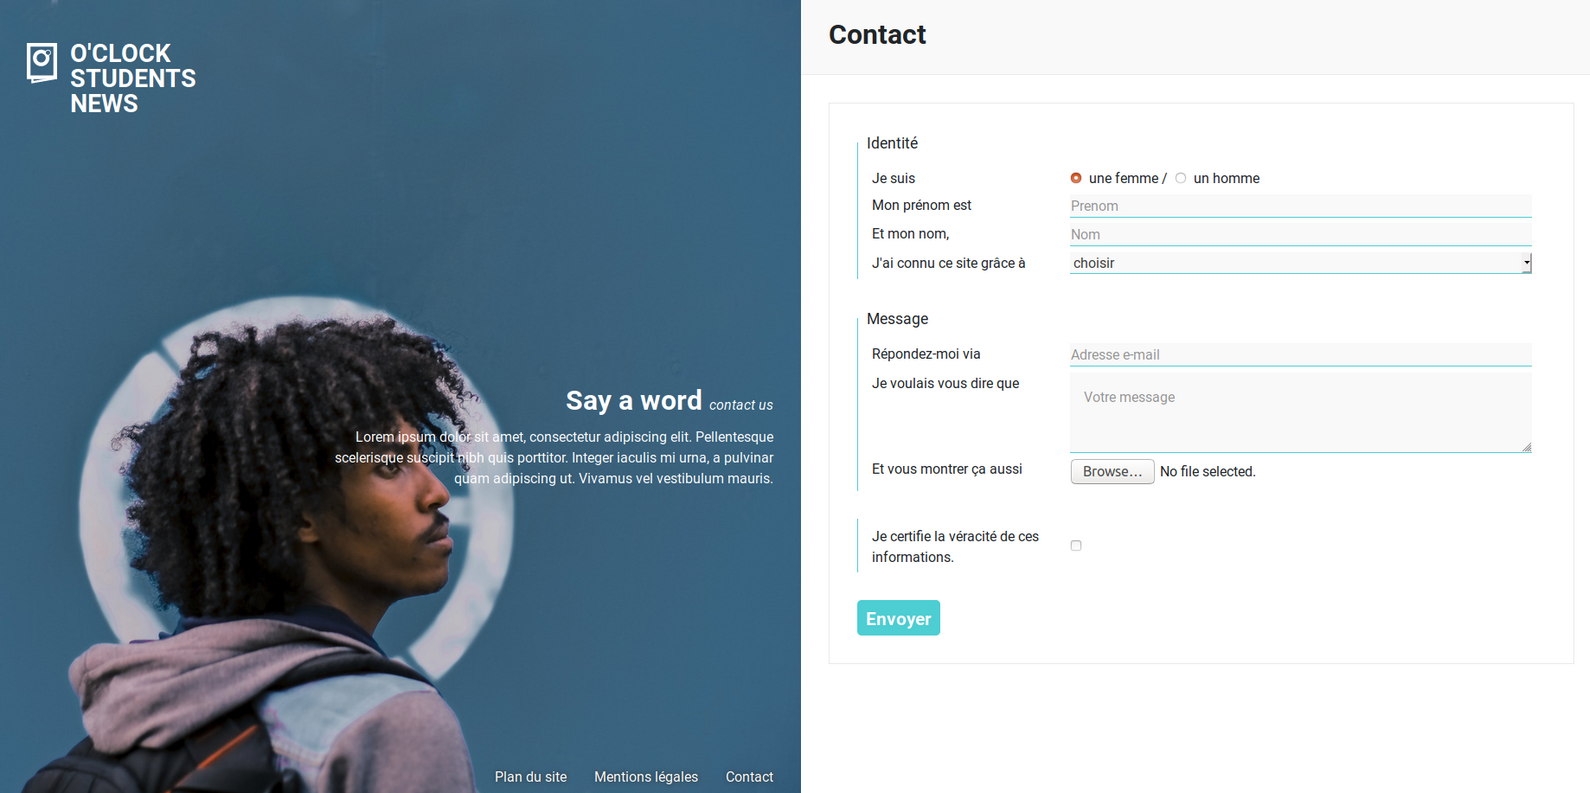 O'CLOCK
STUDENTS
NEWS
Say a word contact us
Lorem ipsum dolor sit amet, consectetur adipiscing elit. Pellentesque
scelerisque suscipit nibh quis porttitor. Integer iaculis mi urna, a pulvinar
quam adipiscing ut. Vivamus vel vestibulum mauris.
Plan du site Mentions légales Contact
Contact
Identité
Je suis une femme / un homme
Mon prénom est Prenom
Et mon nom, Nom
J'ai connu ce site grâce à choisir
Message
Répondez-moi via Adresse e-mail
Je voulais vous dire que Votre message
Et vous montrer ça aussi Browse... No file selected.
Je certifie la véracité de ces
informations.
Envoyer